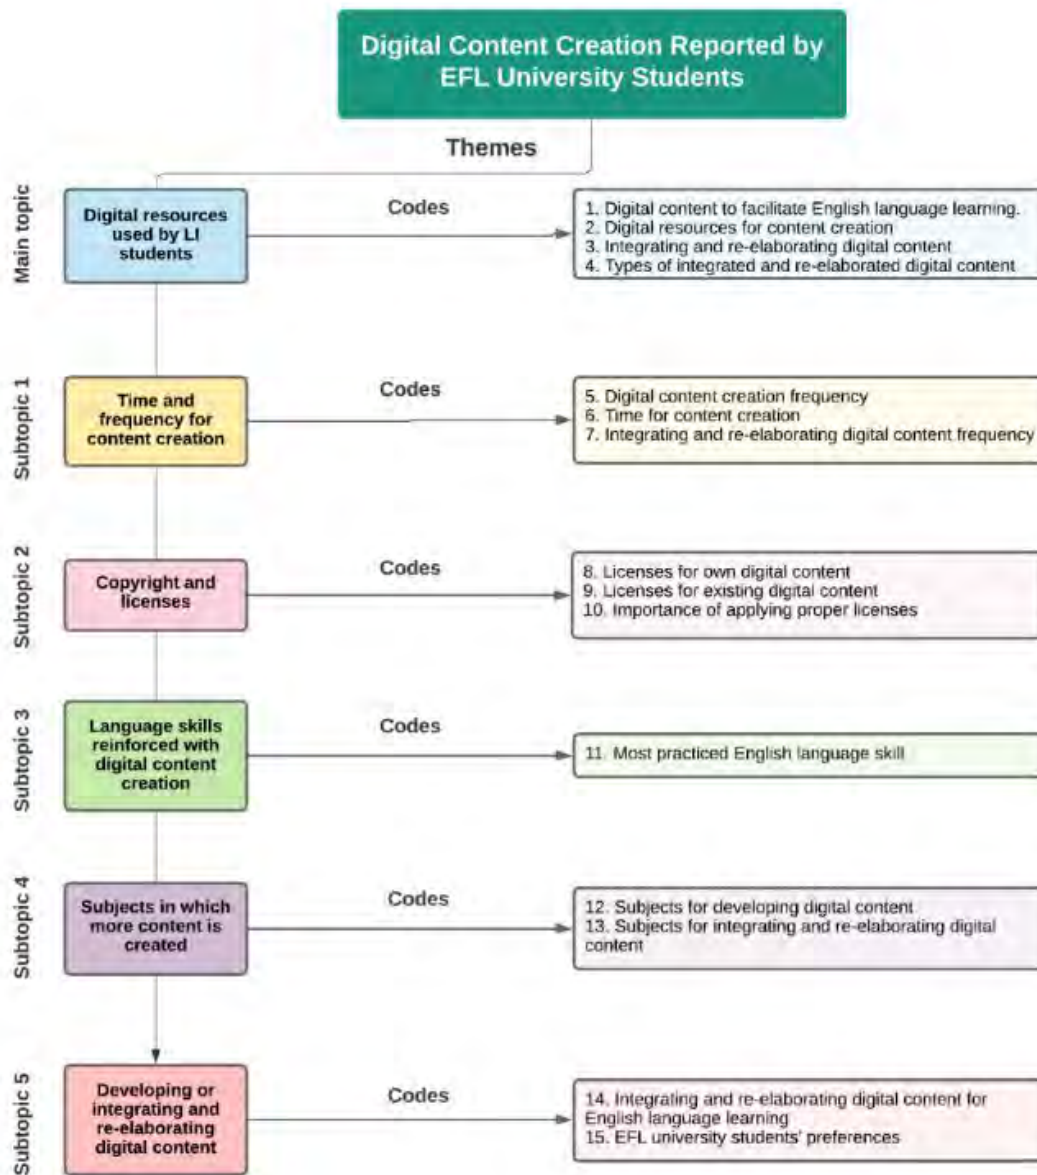 Digital Content Creation Reported by
EFL University Students
Themes
Main topic
Digital resources
used by LI
students
Codes
1. Digital content to facilitate English language learning.
2. Digital resources for content creation
3. Integrating and re-elaborating digital content
4. Types of integrated and re-elaborated digital content
Subtopic 1
Time and
frequency for
content creation
Codes
5. Digital content creation frequency
6. Time for content creation
7. Integrating and re-elaborating digital content frequency
Subtopic 2
Copyright and
licenses
Codes
8. Licenses for own digital content
9. Licenses for existing digital content
10. Importance of applying proper licenses
Subtopic 3
Language skills
reinforced with
digital content
creation
Codes
11. Most practiced English language skill
Subtopic 4
Subjects in which
more content is
created
Codes
12. Subjects for developing digital content
13. Subjects for integrating and re-elaborating digital
content
Subtopic 5
Developing or
integrating and
re-elaborating
digital content
Codes
14. Integrating and re-elaborating digital content for
English language learning
15. EFL university students' preferences